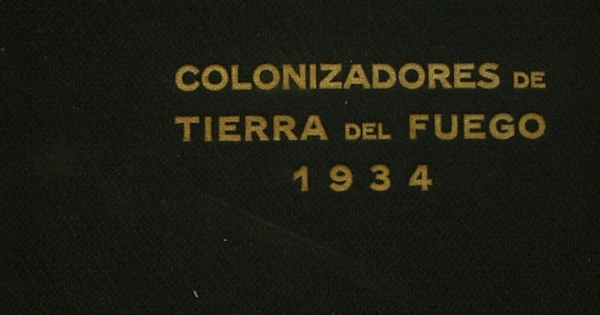 COLONIZADORES DE
TIERRA DEL FUEGO
1934